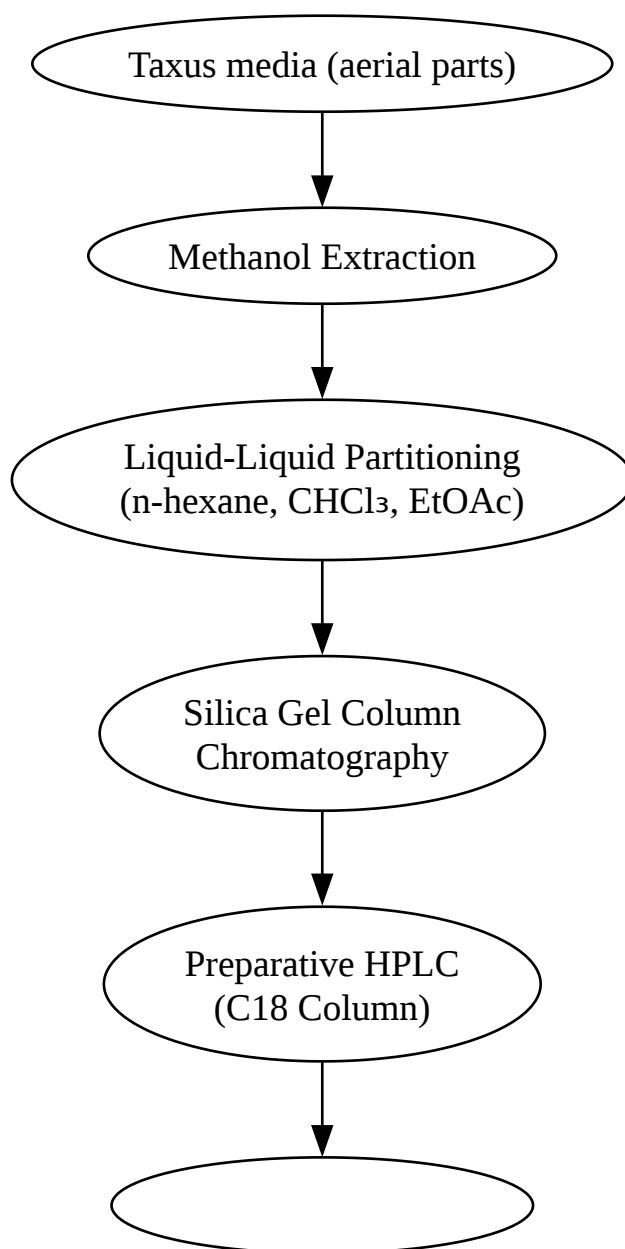 Taxus media (aerial parts)
Methanol Extraction
Liquid-Liquid Partitioning
(n-hexane, CHCl₃, EtOAc)
Silica Gel Column
Chromatography
Preparative HPLC
(C18 Column)